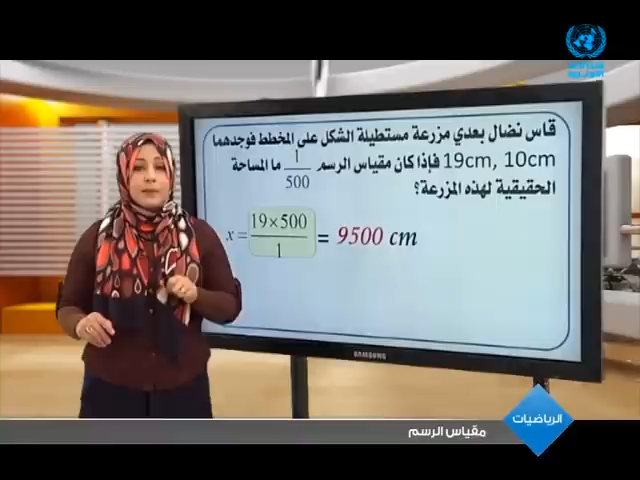 قاس نضال بعدي مزرعة مستطيلة الشكل على المخطط فوجدهما
19cm, 10cm فإذا كان مقياس الرسم 1/500 ما المساحة
الحقيقية لهذه المزرعة؟
x = 19×500/1 = 9500 cm
SAMSUNG
الرياضيات
مقياس الرسم